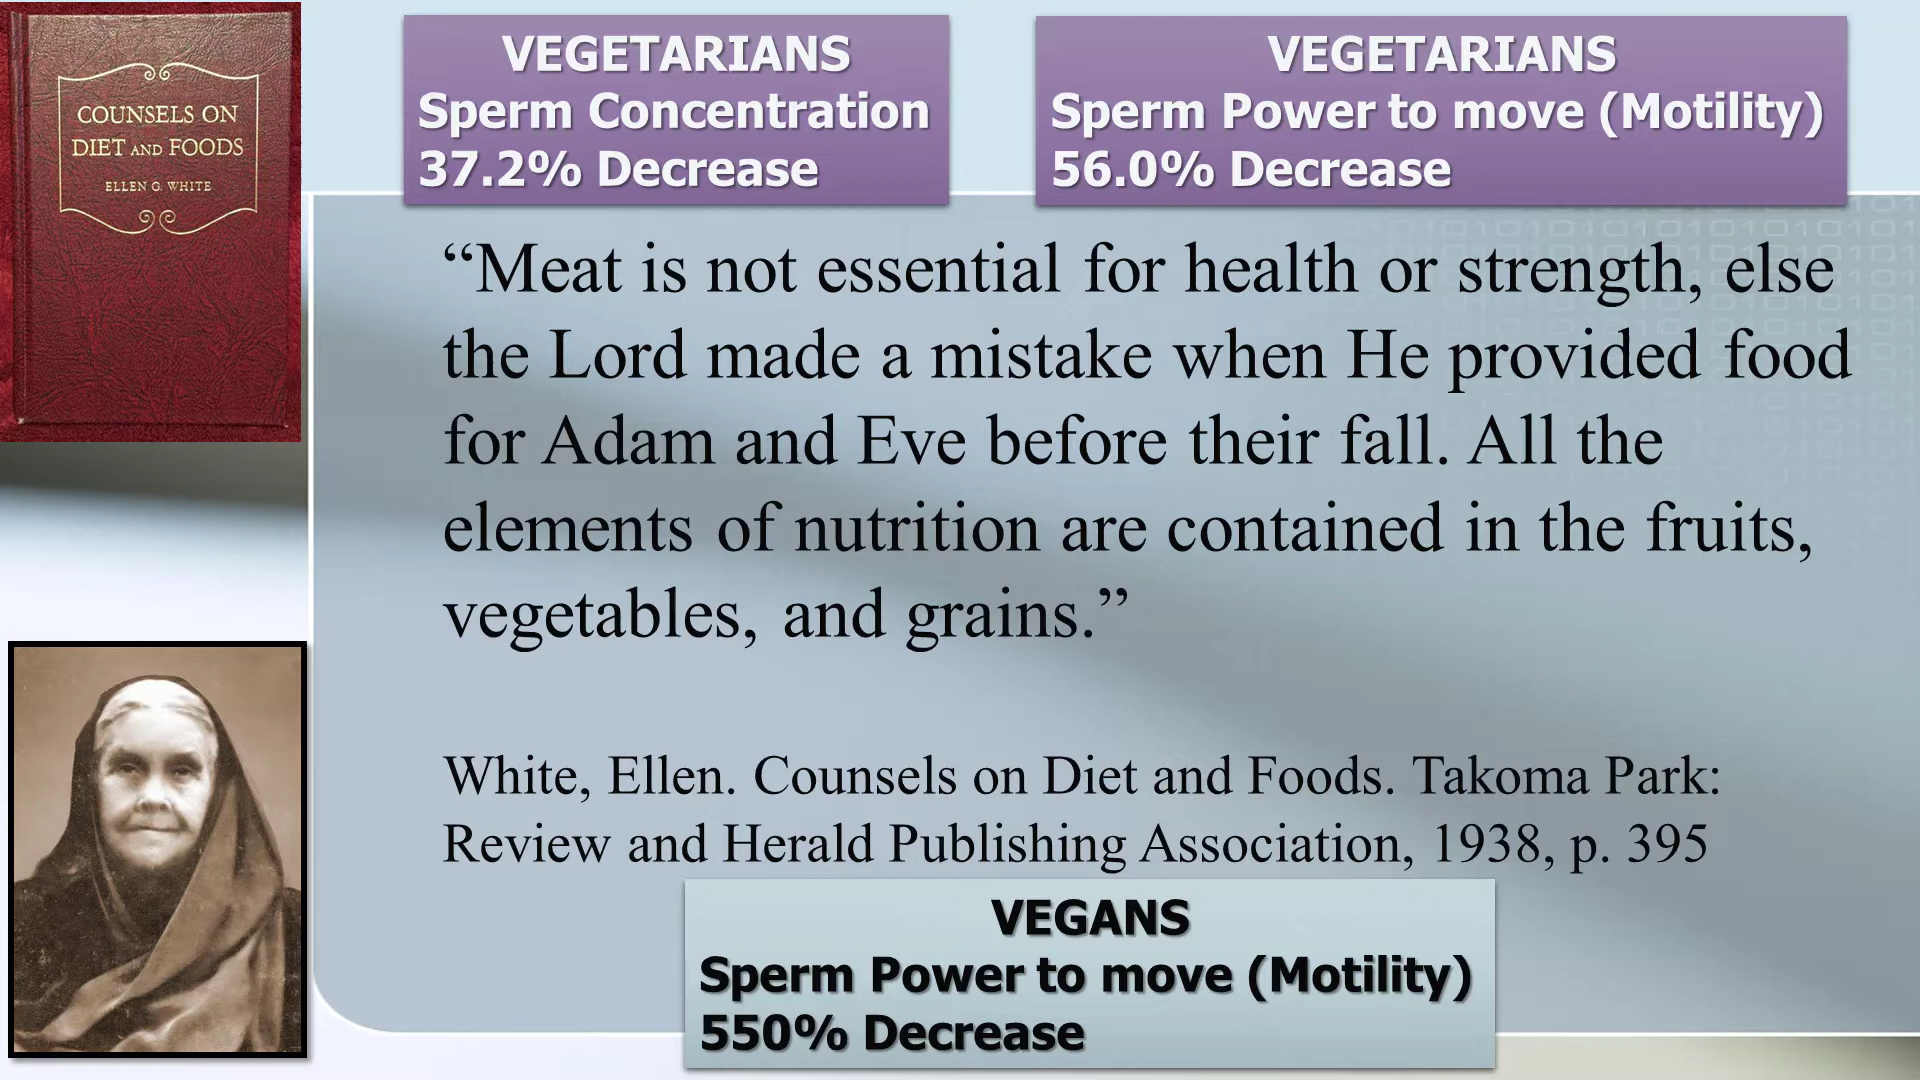 COUNSELS ON
DIET AND FOODS
ELLEN G. WHITE
VEGETARIANS
Sperm Concentration
37.2% Decrease
VEGETARIANS
Sperm Power to move (Motility)
56.0% Decrease
“Meat is not essential for health or strength, else
the Lord made a mistake when He provided food
for Adam and Eve before their fall. All the
elements of nutrition are contained in the fruits,
vegetables, and grains.”
White, Ellen. Counsels on Diet and Foods. Takoma Park:
Review and Herald Publishing Association, 1938, p. 395
VEGANS
Sperm Power to move (Motility)
550% Decrease